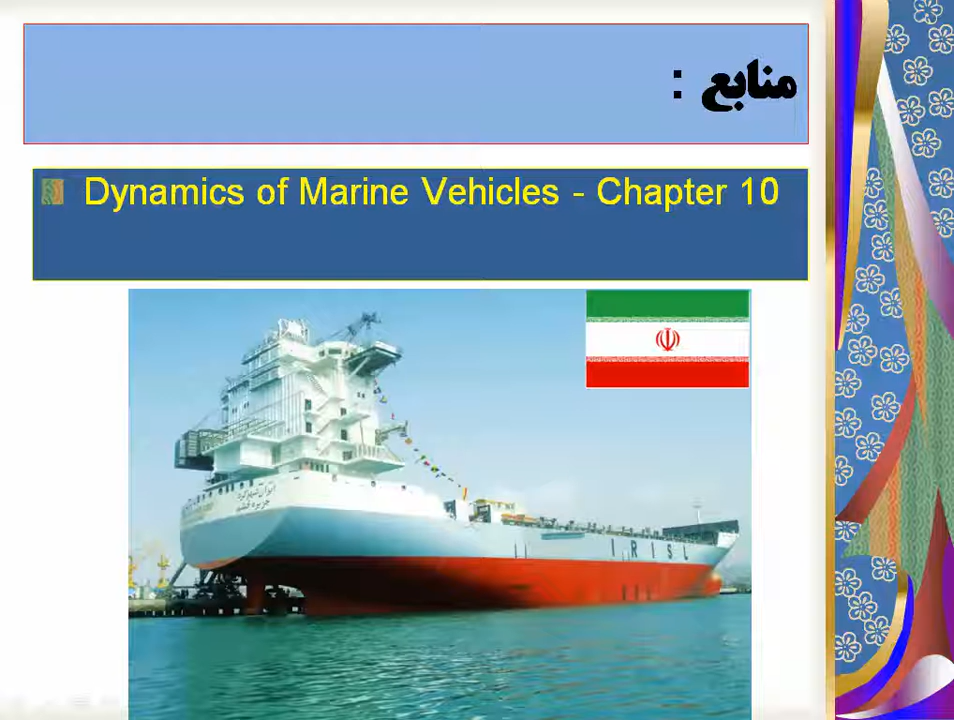 منابع :
Dynamics of Marine Vehicles - Chapter 10
I R I S L